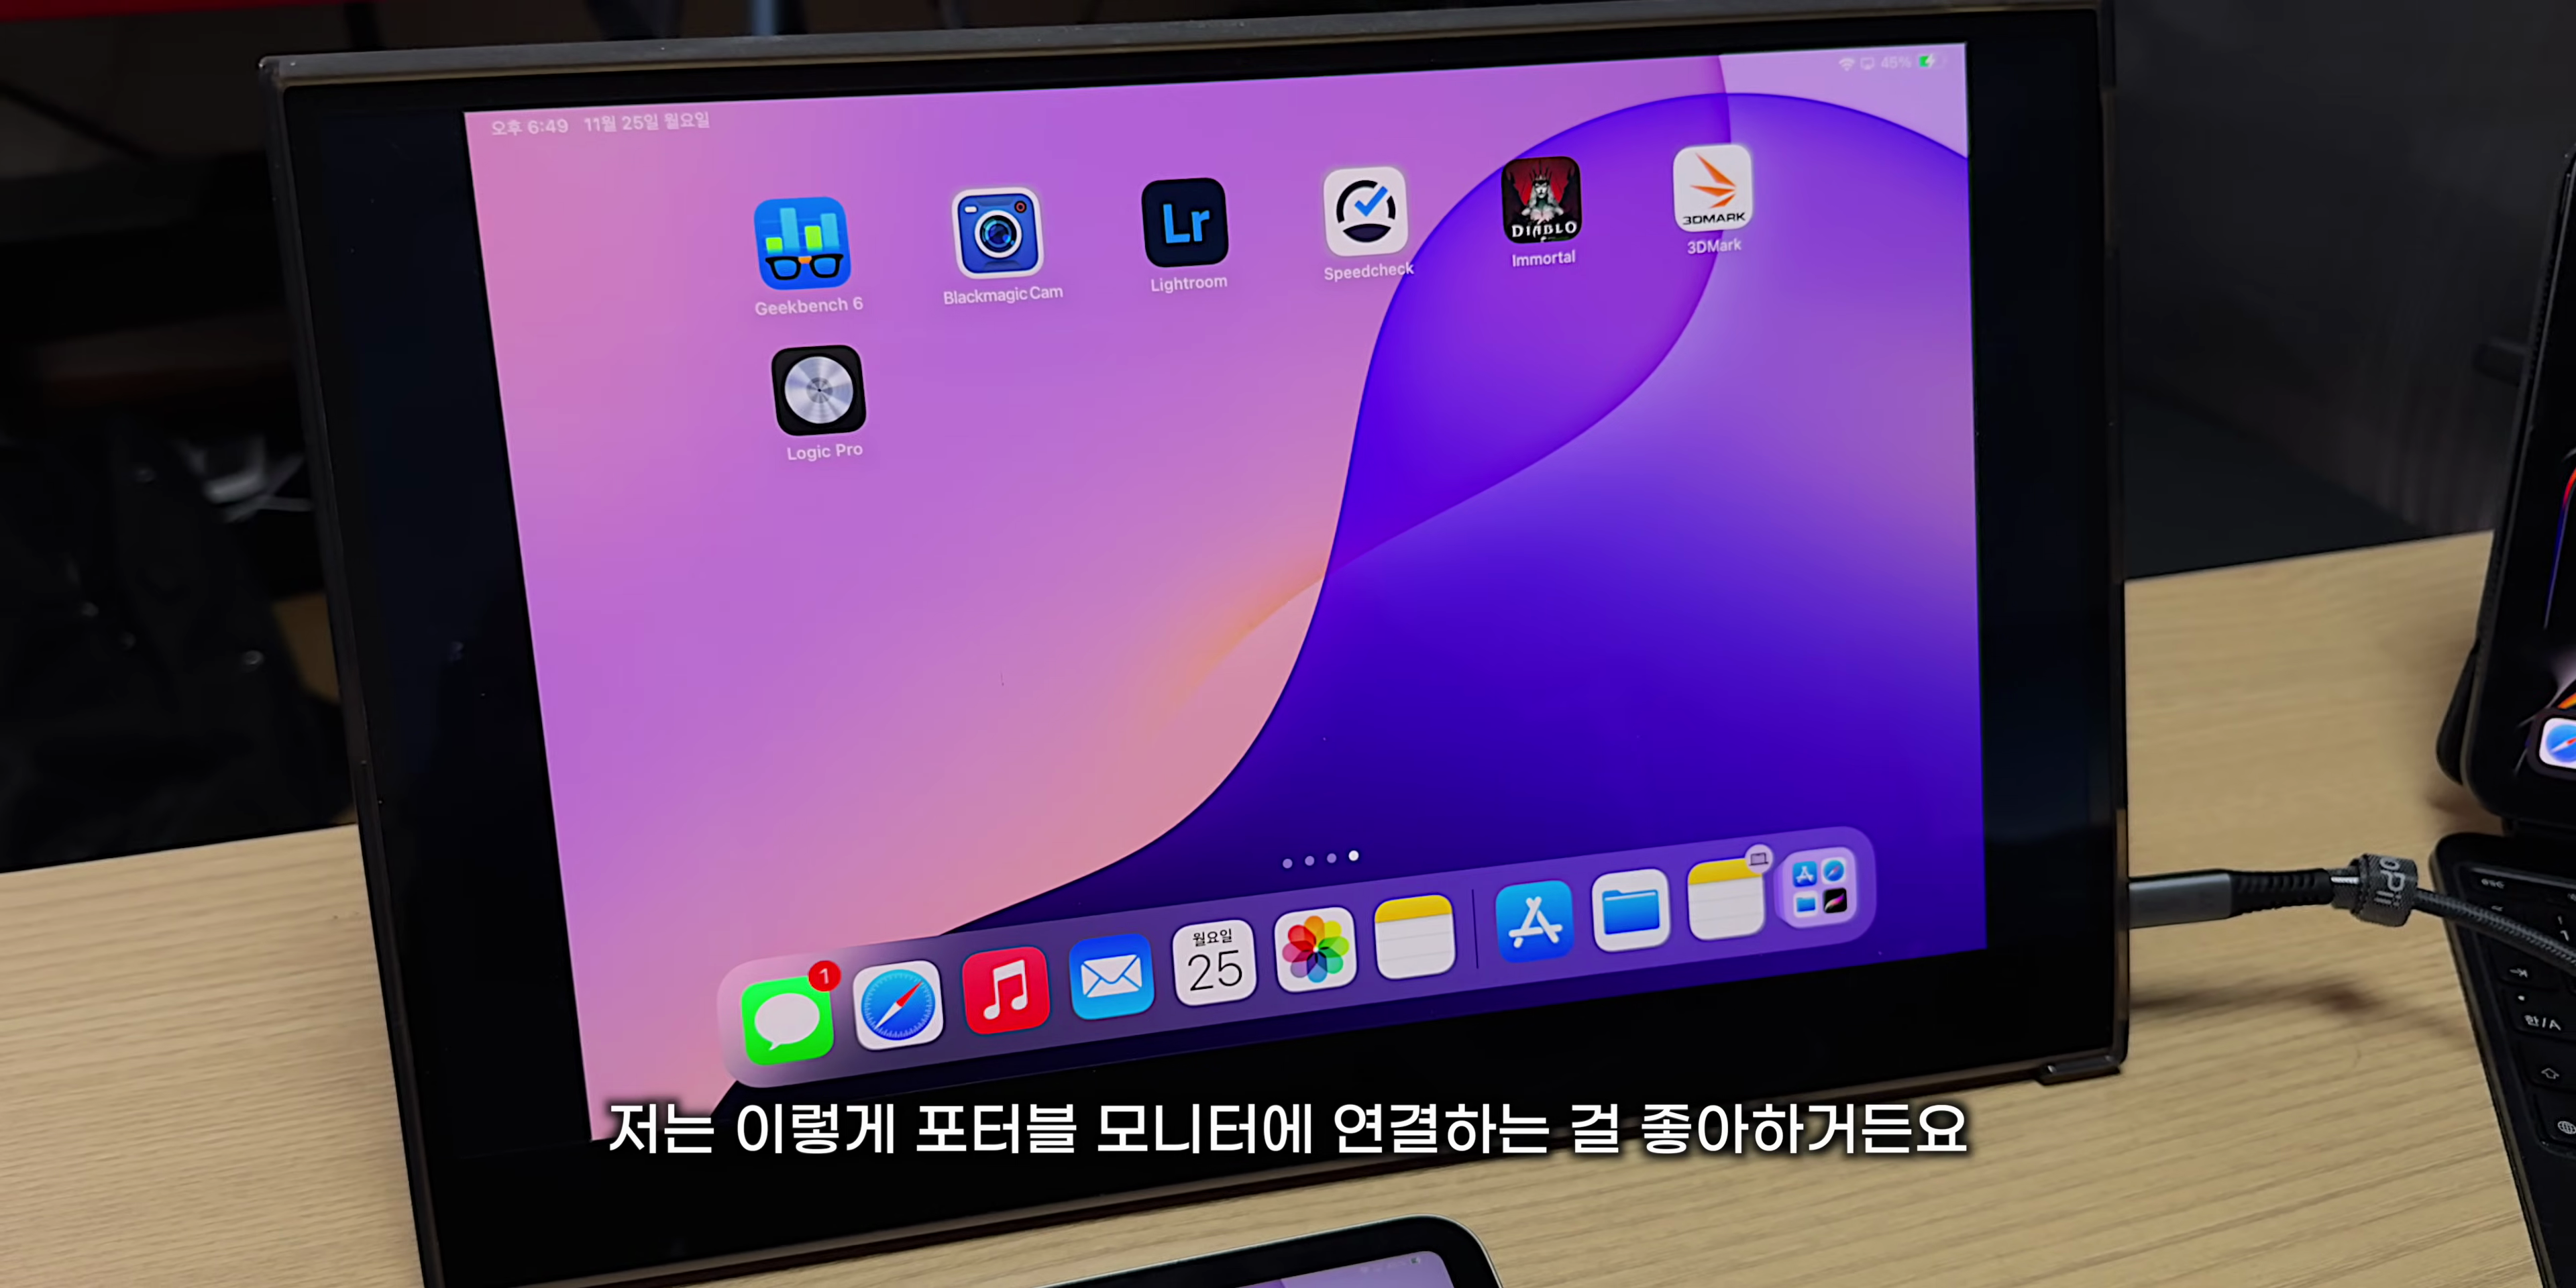 오후 6:49 11월 25일 월요일
45%
Geekbench 6
Blackmagic Cam
Lr
Lightroom
Speedcheck
DIABLO
Immortal
3DMARK
3DMark
Logic Pro
1
월요일
25
저는 이렇게 포터블 모니터에 연결하는 걸 좋아하거든요
esc
한/A